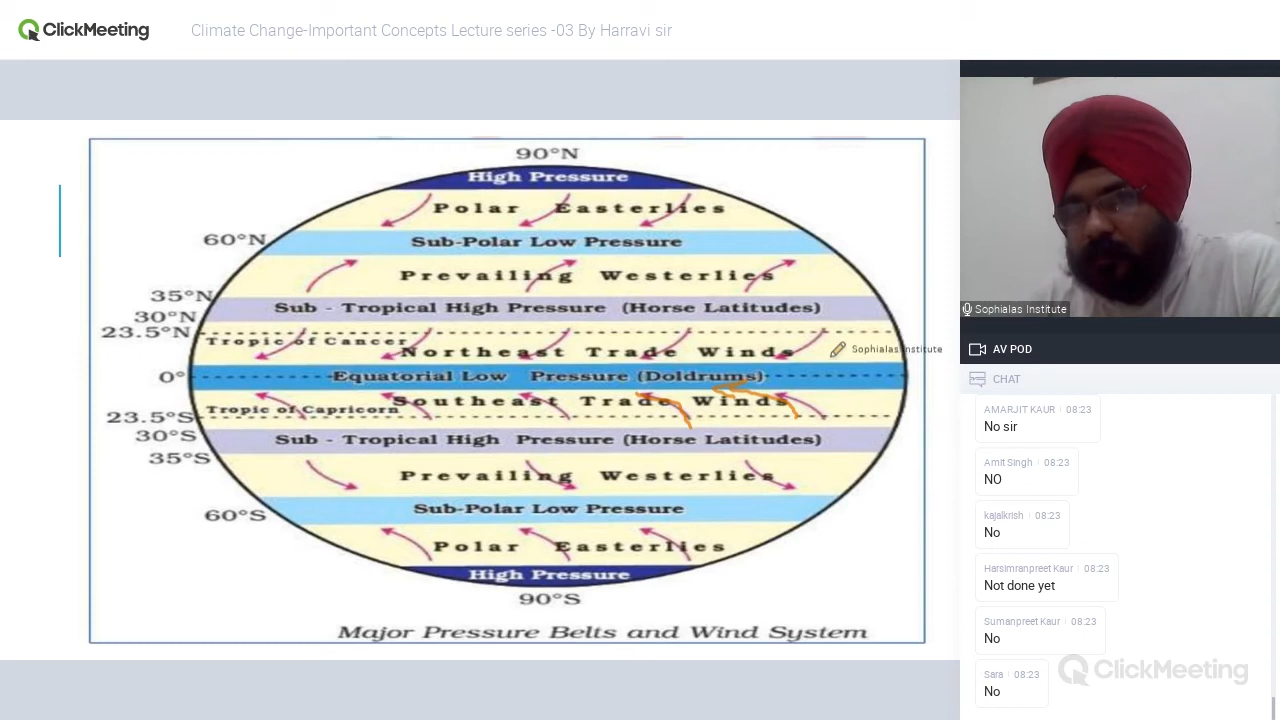 ClickMeeting
Climate Change-Important Concepts Lecture series -03 By Harravi sir
90°N
High Pressure
Polar Easterlies
60°N
Sub-Polar Low Pressure
Prevailing Westerlies
35°N
Sub - Tropical High Pressure (Horse Latitudes)
30°N
23.5°N
Tropic of Cancer
Northeast Trade Winds
Sophialas Institute
0°
Equatorial Low Pressure (Doldrums)
Southeast Trade Winds
Tropic of Capricorn
23.5°S
30°S
Sub - Tropical High Pressure (Horse Latitudes)
35°S
Prevailing Westerlies
60°S
Sub-Polar Low Pressure
Polar Easterlies
High Pressure
90°S
Major Pressure Belts and Wind System
Sophialas Institute
AV POD
CHAT
AMARJIT KAUR 08:23
No sir
Amit Singh 08:23
NO
kajalkrish 08:23
No
Harsimranpreet Kaur 08:23
Not done yet
Sumanpreet Kaur 08:23
No
Sara 08:23
No
ClickMeeting